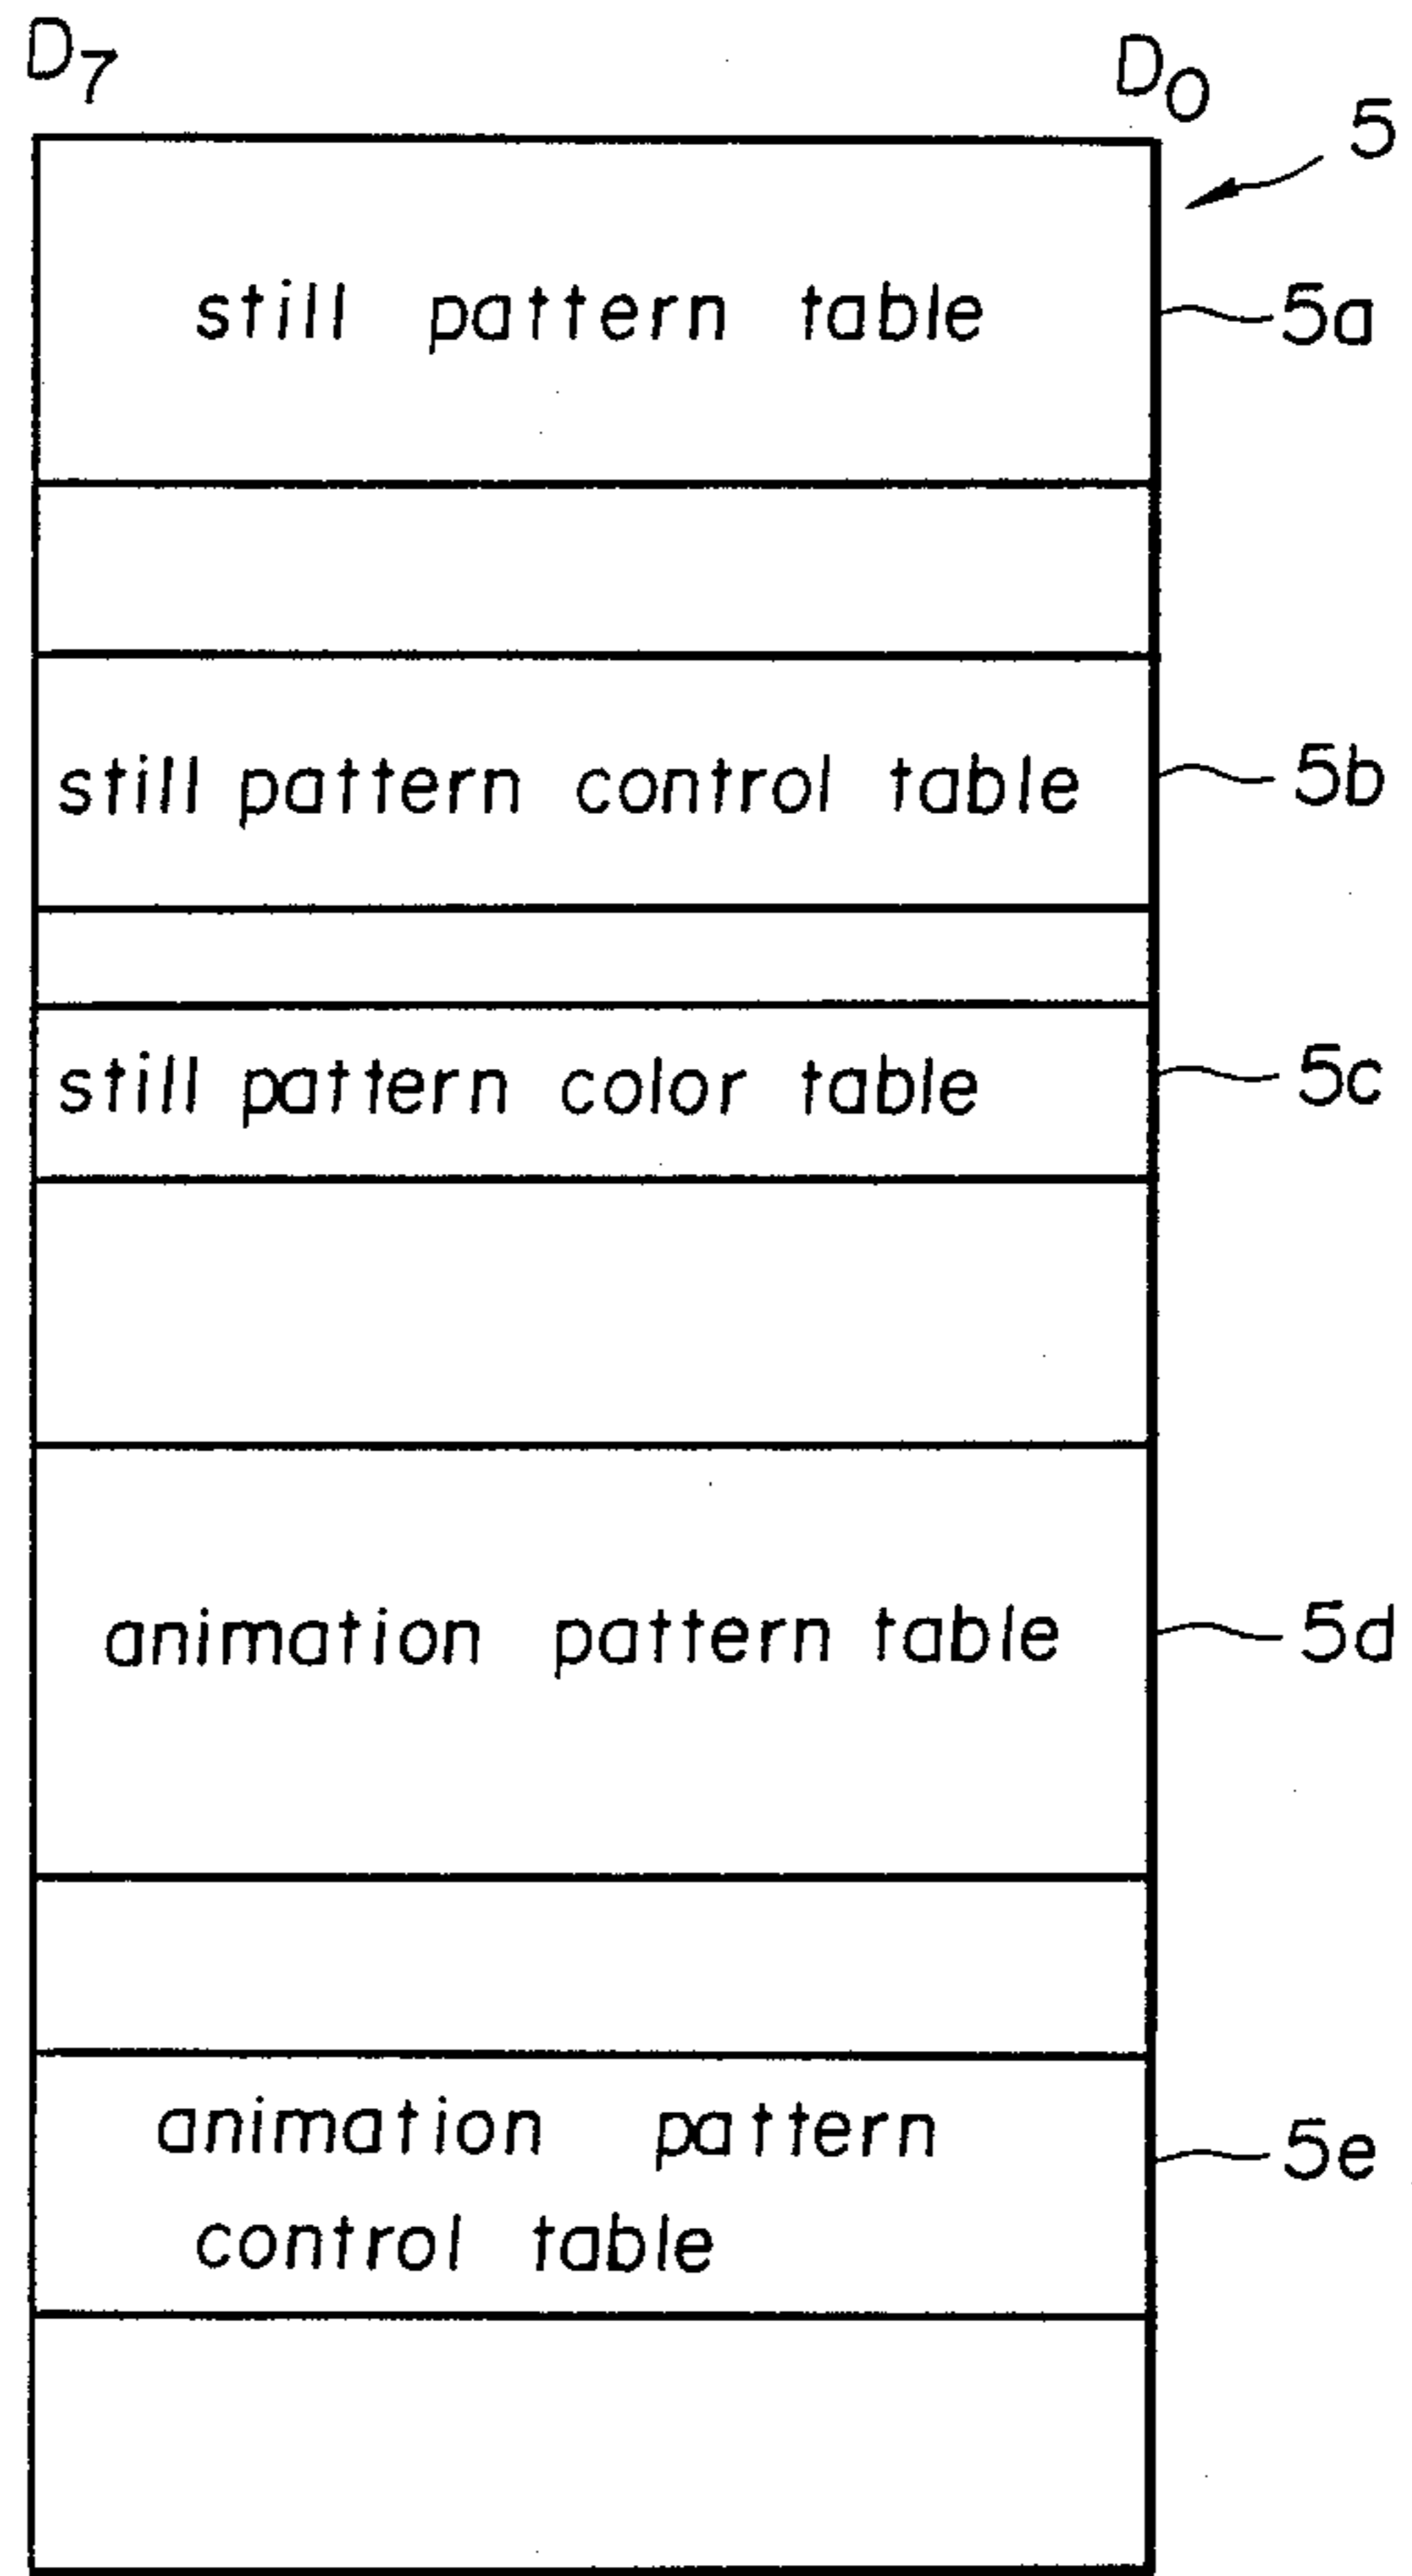 D7 D0
5
still pattern table
5a
still pattern control table
5b
still pattern color table
5c
animation pattern table
5d
animation pattern
control table
5e